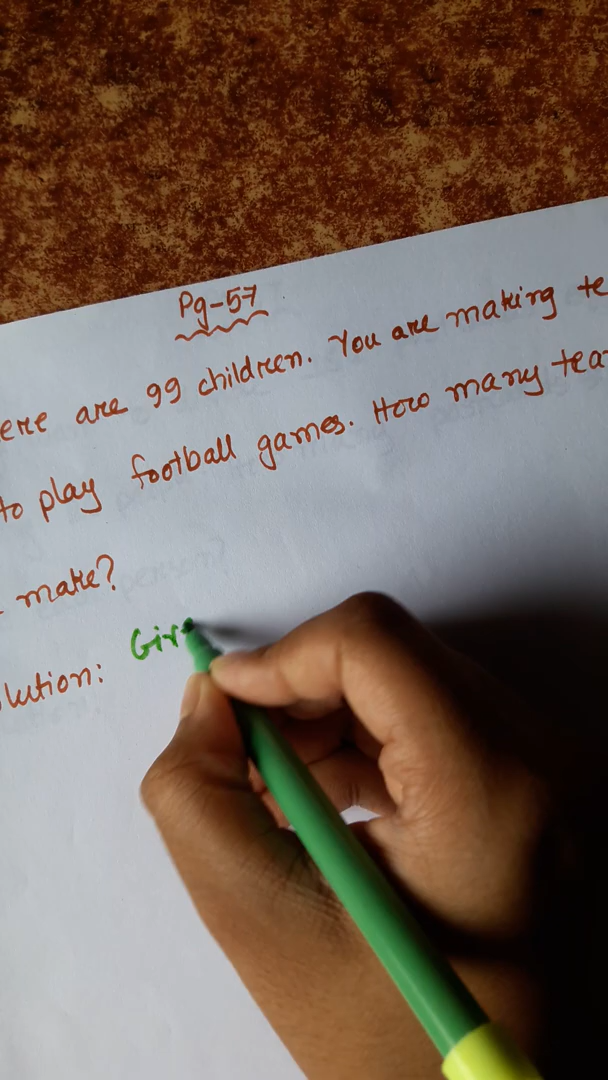 Pg-57
ere are 99 children. You are making te
to play football games. How many tea
make?
lution: Giv